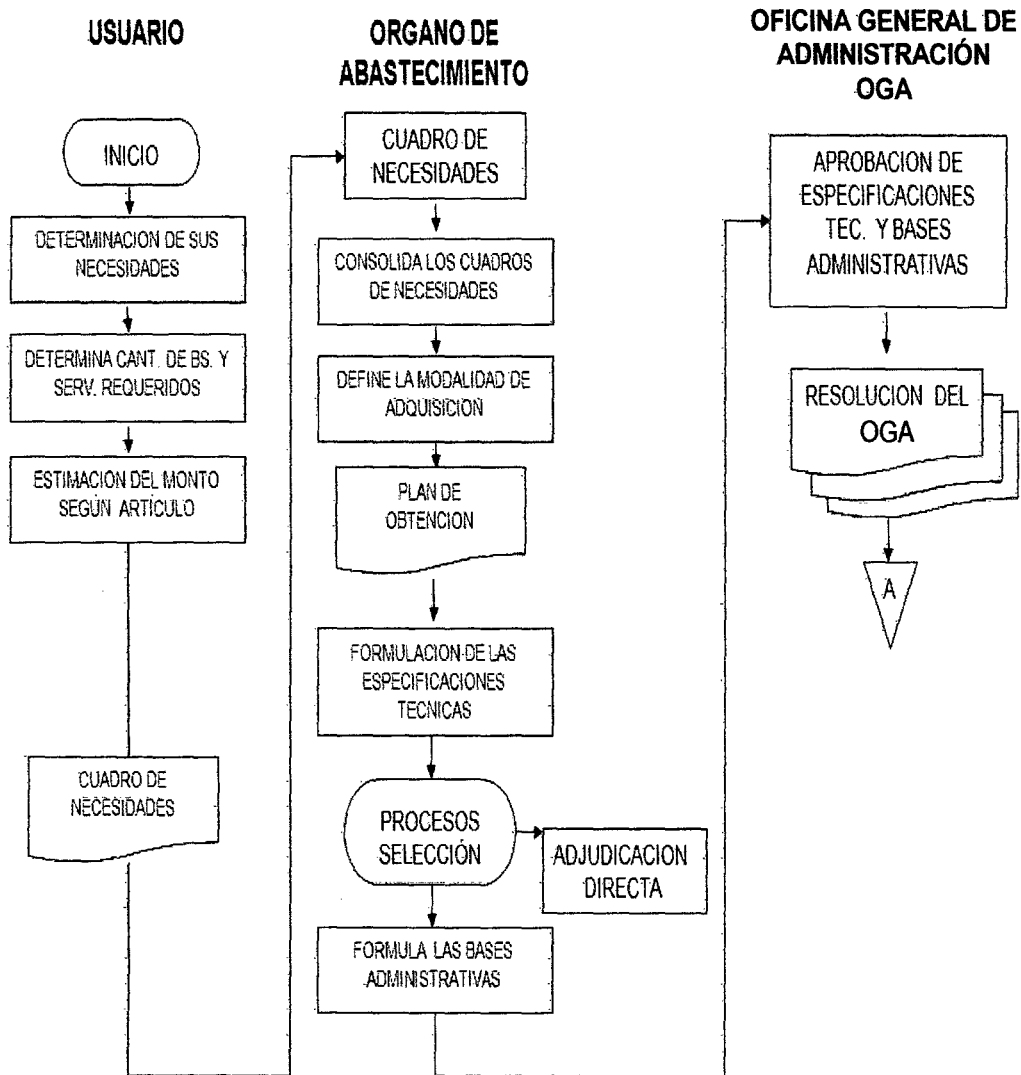 USUARIO
INICIO
DETERMINACION DE SUS
NECESIDADES
DETERMINA CANT. DE BS. Y
SERV. REQUERIDOS
ESTIMACION DEL MONTO
SEGÚN ARTÍCULO
CUADRO DE
NECESIDADES
ORGANO DE
ABASTECIMIENTO
CUADRO DE
NECESIDADES
CONSOLIDA LOS CUADROS
DE NECESIDADES
DEFINE LA MODALIDAD DE
ADQUISICIÓN
PLAN DE
OBTENCION
FORMULACION DE LAS
ESPECIFICACIONES
TECNICAS
PROCESOS
SELECCIÓN
ADJUDICACION
DIRECTA
FORMULA LAS BASES
ADMINISTRATIVAS
OFICINA GENERAL DE
ADMINISTRACIÓN
OGA
APROBACION DE
ESPECIFICACIONES
TEC. Y BASES
ADMINISTRATIVAS
RESOLUCION DEL
OGA
A